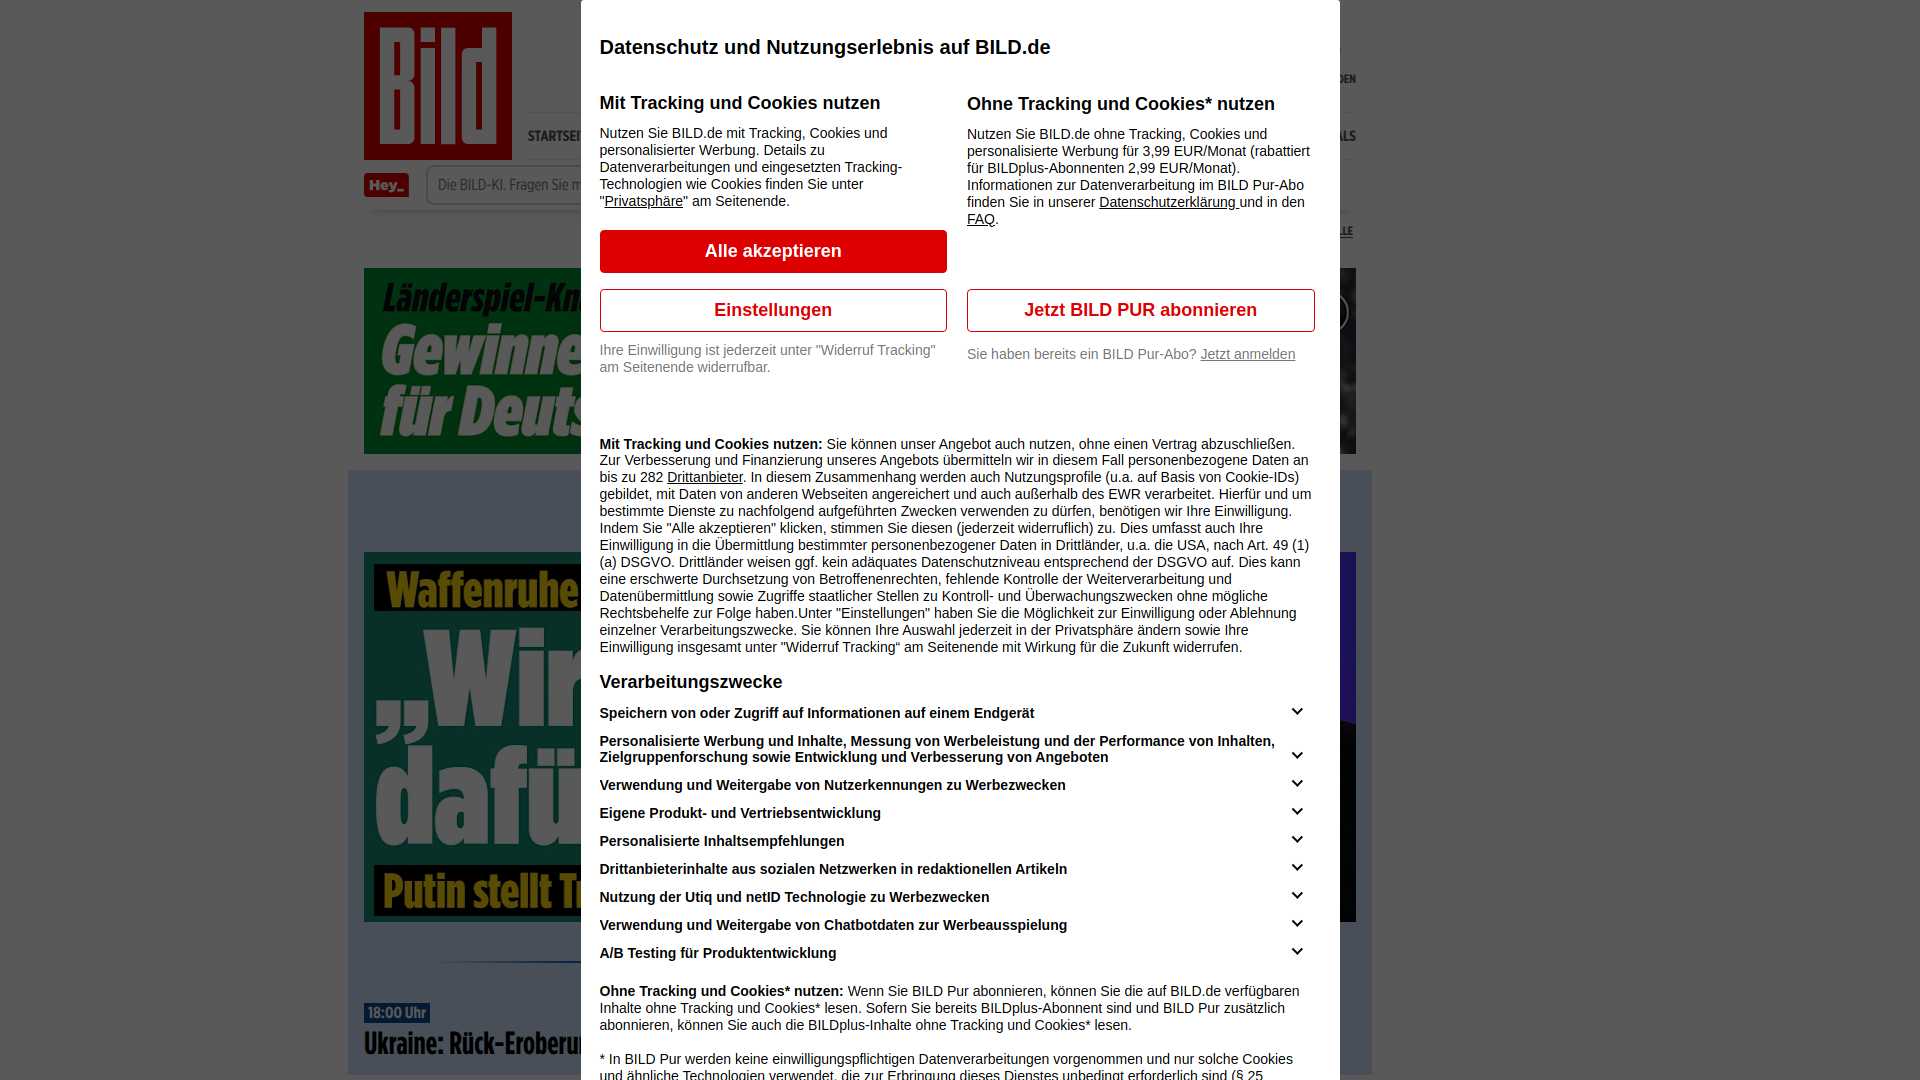 Bild
STARTSEI
Hey_
Die BILD-KI. Fragen Sie m
Länderspiel-Kn
Gewinne
für Deuts
Waffenruhe
„Wir
dafü
Putin stellt T
18:00 Uhr
Ukraine: Rück-Eroberu
Datenschutz und Nutzungserlebnis auf BILD.de
Mit Tracking und Cookies nutzen
Nutzen Sie BILD.de mit Tracking, Cookies und
personalisierter Werbung. Details zu
Datenverarbeitungen und eingesetzten Tracking-
Technologien wie Cookies finden Sie unter
"Privatsphäre" am Seitenende.
Alle akzeptieren
Einstellungen
Ihre Einwilligung ist jederzeit unter "Widerruf Tracking"
am Seitenende widerrufbar.
Ohne Tracking und Cookies* nutzen
Nutzen Sie BILD.de ohne Tracking, Cookies und
personalisierte Werbung für 3,99 EUR/Monat (rabattiert
für BILDplus-Abonnenten 2,99 EUR/Monat).
Informationen zur Datenverarbeitung im BILD Pur-Abo
finden Sie in unserer Datenschutzerklärung und in den
FAQ.
Jetzt BILD PUR abonnieren
Sie haben bereits ein BILD Pur-Abo? Jetzt anmelden
Mit Tracking und Cookies nutzen: Sie können unser Angebot auch nutzen, ohne einen Vertrag abzuschließen.
Zur Verbesserung und Finanzierung unseres Angebots übermitteln wir in diesem Fall personenbezogene Daten an
bis zu 282 Drittanbieter. In diesem Zusammenhang werden auch Nutzungsprofile (u.a. auf Basis von Cookie-IDs)
gebildet, mit Daten von anderen Webseiten angereichert und auch außerhalb des EWR verarbeitet. Hierfür und um
bestimmte Dienste zu nachfolgend aufgeführten Zwecken verwenden zu dürfen, benötigen wir Ihre Einwilligung.
Indem Sie "Alle akzeptieren" klicken, stimmen Sie diesen (jederzeit widerruflich) zu. Dies umfasst auch Ihre
Einwilligung in die Übermittlung bestimmter personenbezogener Daten in Drittländer, u.a. die USA, nach Art. 49 (1)
(a) DSGVO. Drittländer weisen ggf. kein adäquates Datenschutzniveau entsprechend der DSGVO auf. Dies kann
eine erschwerte Durchsetzung von Betroffenenrechten, fehlende Kontrolle der Weiterverarbeitung und
Datenübermittlung sowie Zugriffe staatlicher Stellen zu Kontroll- und Überwachungszwecken ohne mögliche
Rechtsbehelfe zur Folge haben.Unter "Einstellungen" haben Sie die Möglichkeit zur Einwilligung oder Ablehnung
einzelner Verarbeitungszwecke. Sie können Ihre Auswahl jederzeit in der Privatsphäre ändern sowie Ihre
Einwilligung insgesamt unter "Widerruf Tracking“ am Seitenende mit Wirkung für die Zukunft widerrufen.
Verarbeitungszwecke
Speichern von oder Zugriff auf Informationen auf einem Endgerät
Personalisierte Werbung und Inhalte, Messung von Werbeleistung und der Performance von Inhalten,
Zielgruppenforschung sowie Entwicklung und Verbesserung von Angeboten
Verwendung und Weitergabe von Nutzerkennungen zu Werbezwecken
Eigene Produkt- und Vertriebsentwicklung
Personalisierte Inhaltsempfehlungen
Drittanbieterinhalte aus sozialen Netzwerken in redaktionellen Artikeln
Nutzung der Utiq und netID Technologie zu Werbezwecken
Verwendung und Weitergabe von Chatbotdaten zur Werbeausspielung
A/B Testing für Produktentwicklung
Ohne Tracking und Cookies* nutzen: Wenn Sie BILD Pur abonnieren, können Sie die auf BILD.de verfügbaren
Inhalte ohne Tracking und Cookies* lesen. Sofern Sie bereits BILDplus-Abonnent sind und BILD Pur zusätzlich
abonnieren, können Sie auch die BILDplus-Inhalte ohne Tracking und Cookies* lesen.
* In BILD Pur werden keine einwilligungspflichtigen Datenverarbeitungen vorgenommen und nur solche Cookies
und ähnliche Technologien verwendet, die zur Erbringung dieses Dienstes unbedingt erforderlich sind (§ 25
DEN
ALS
LLE